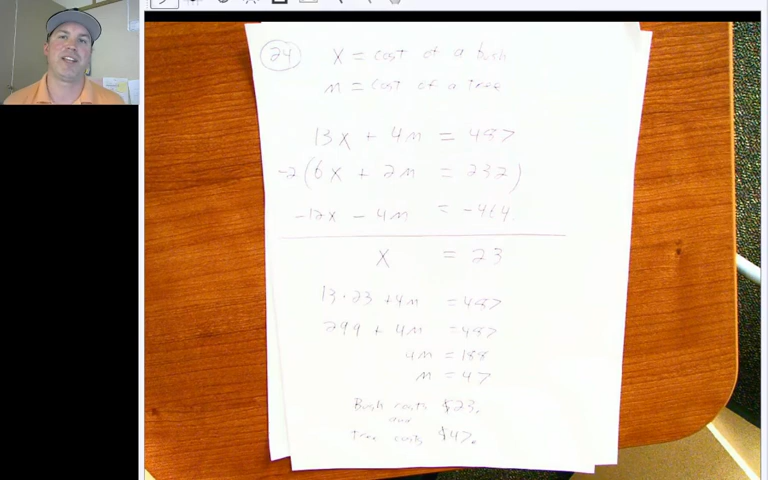 24 X = cost of a bush
m = cost of a tree
13x + 4m = 487
-2(6x + 2m = 232)
-12x - 4m = -464
x = 23
13·23 + 4m = 487
299 + 4m = 487
4m = 188
m = 47
Bush costs $23,
and
tree costs $47.